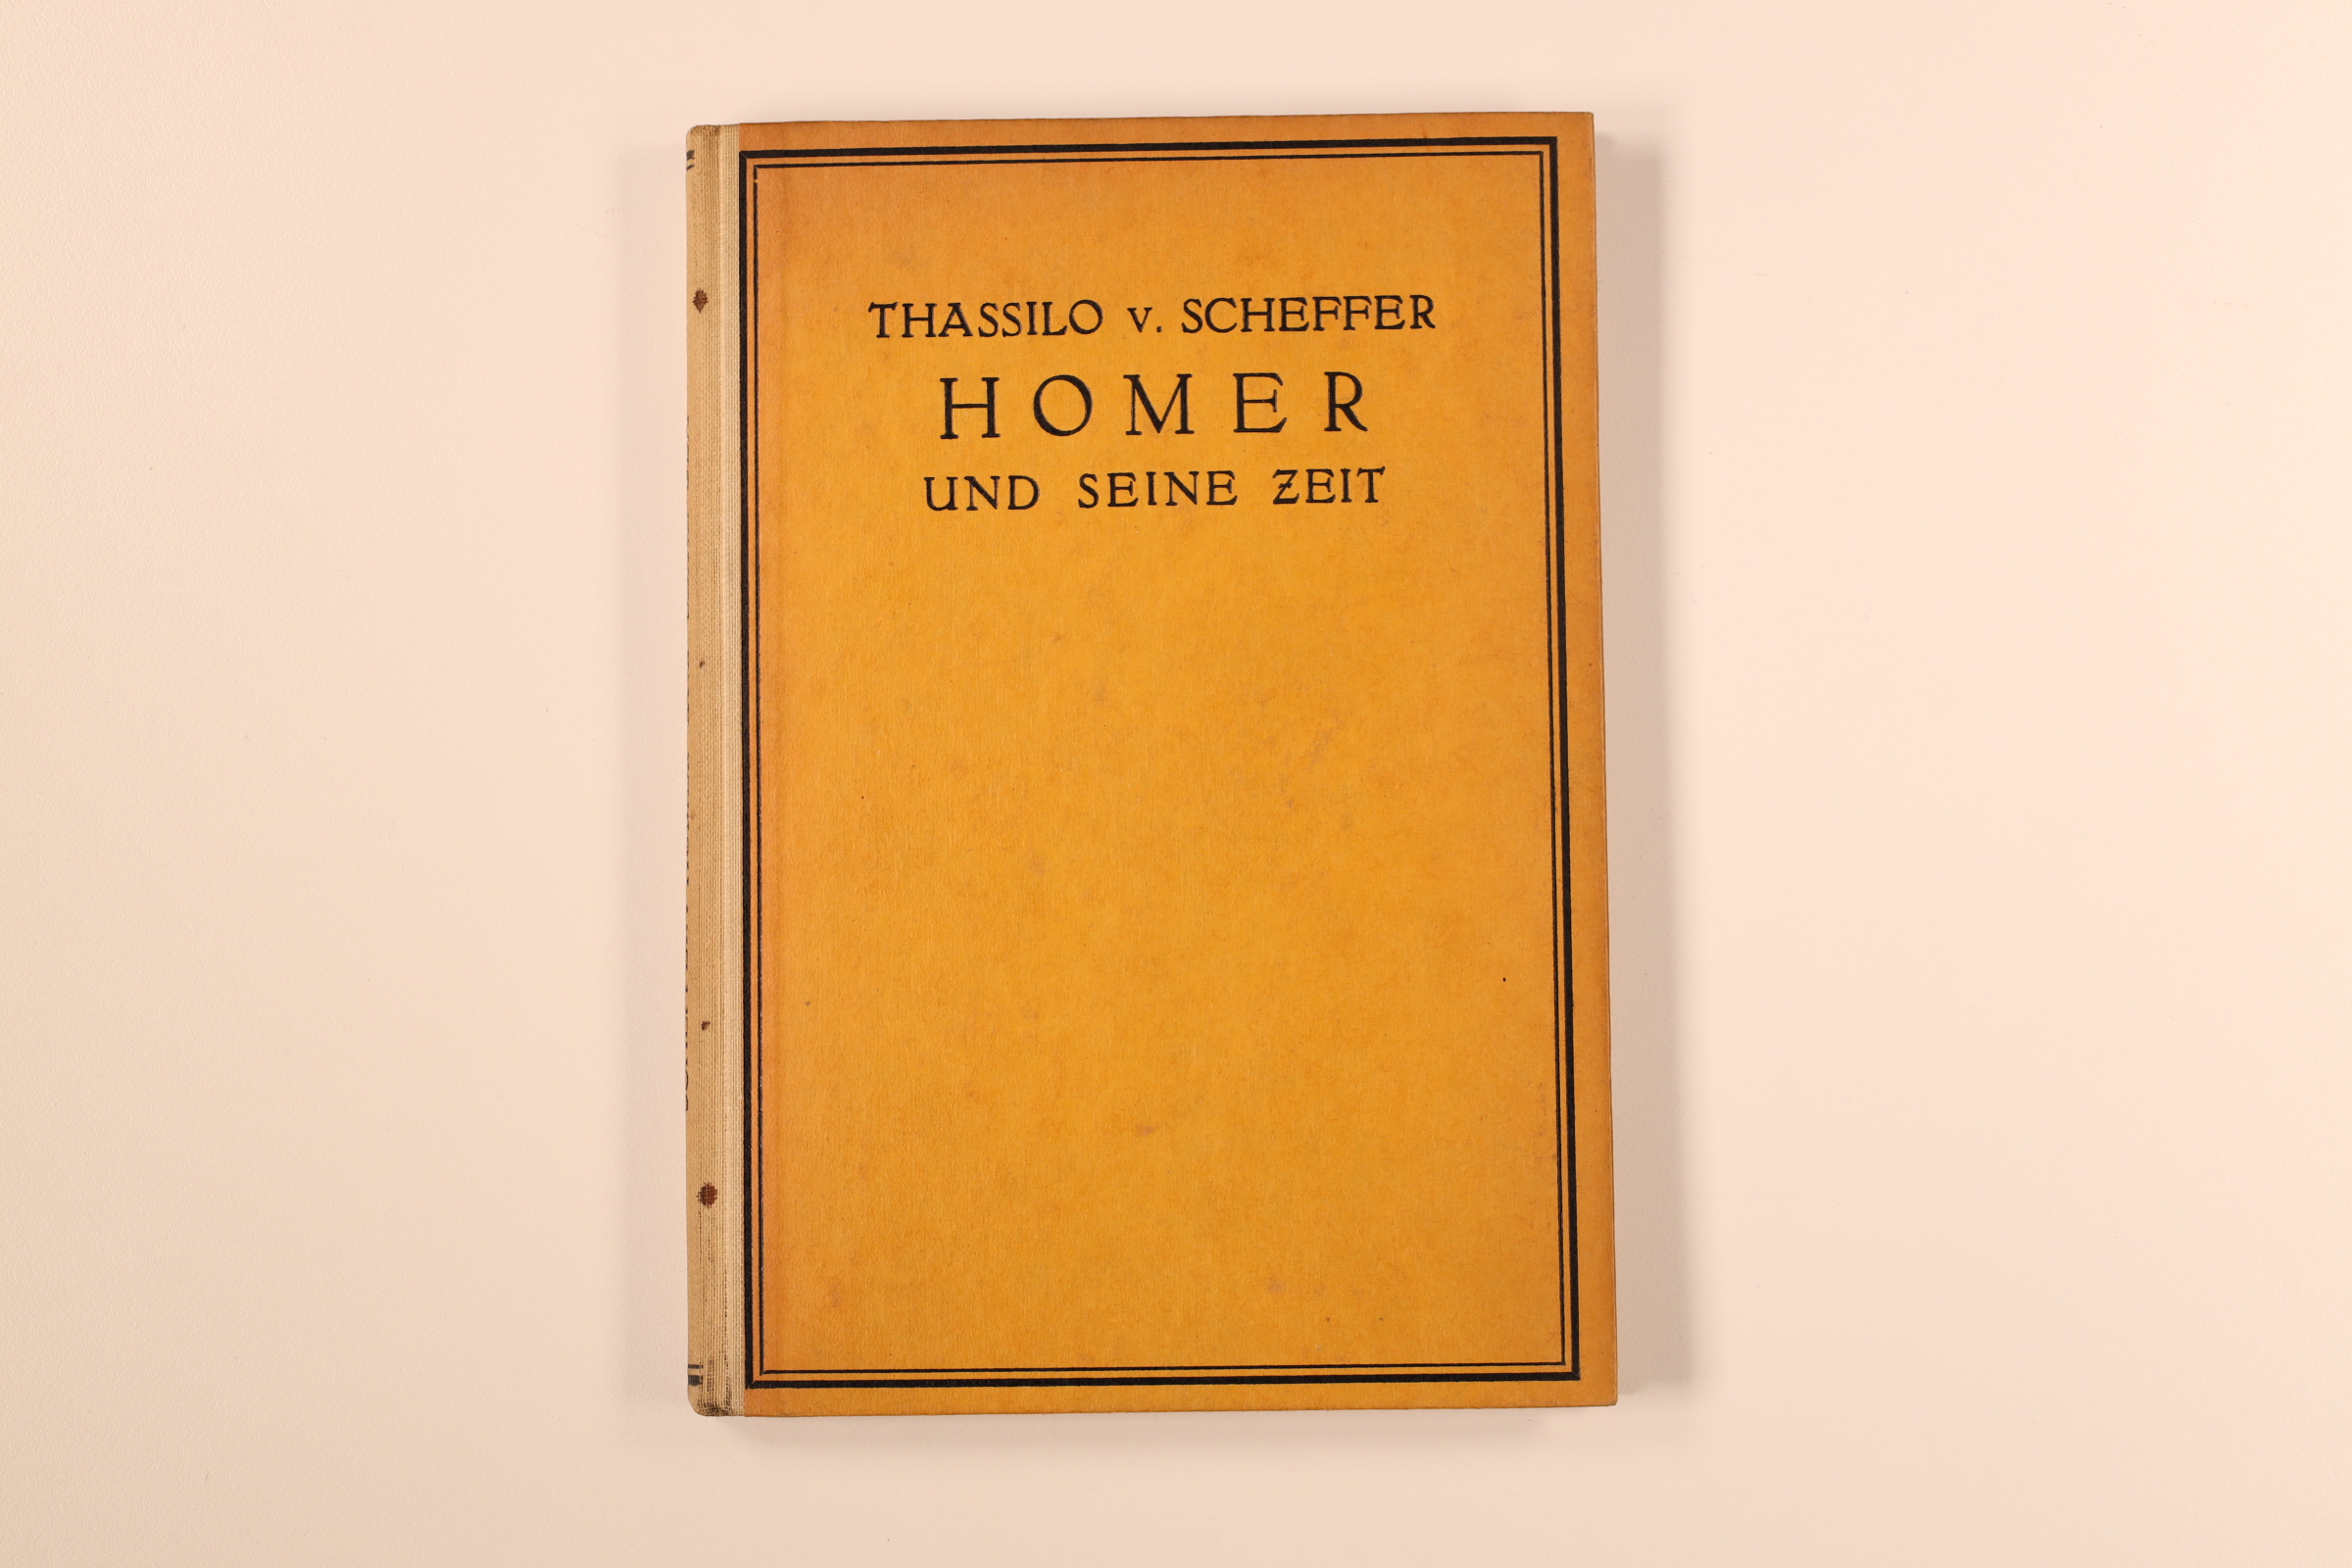 THASSILO v. SCHEFFER
HOMER
UND SEINE ZEIT